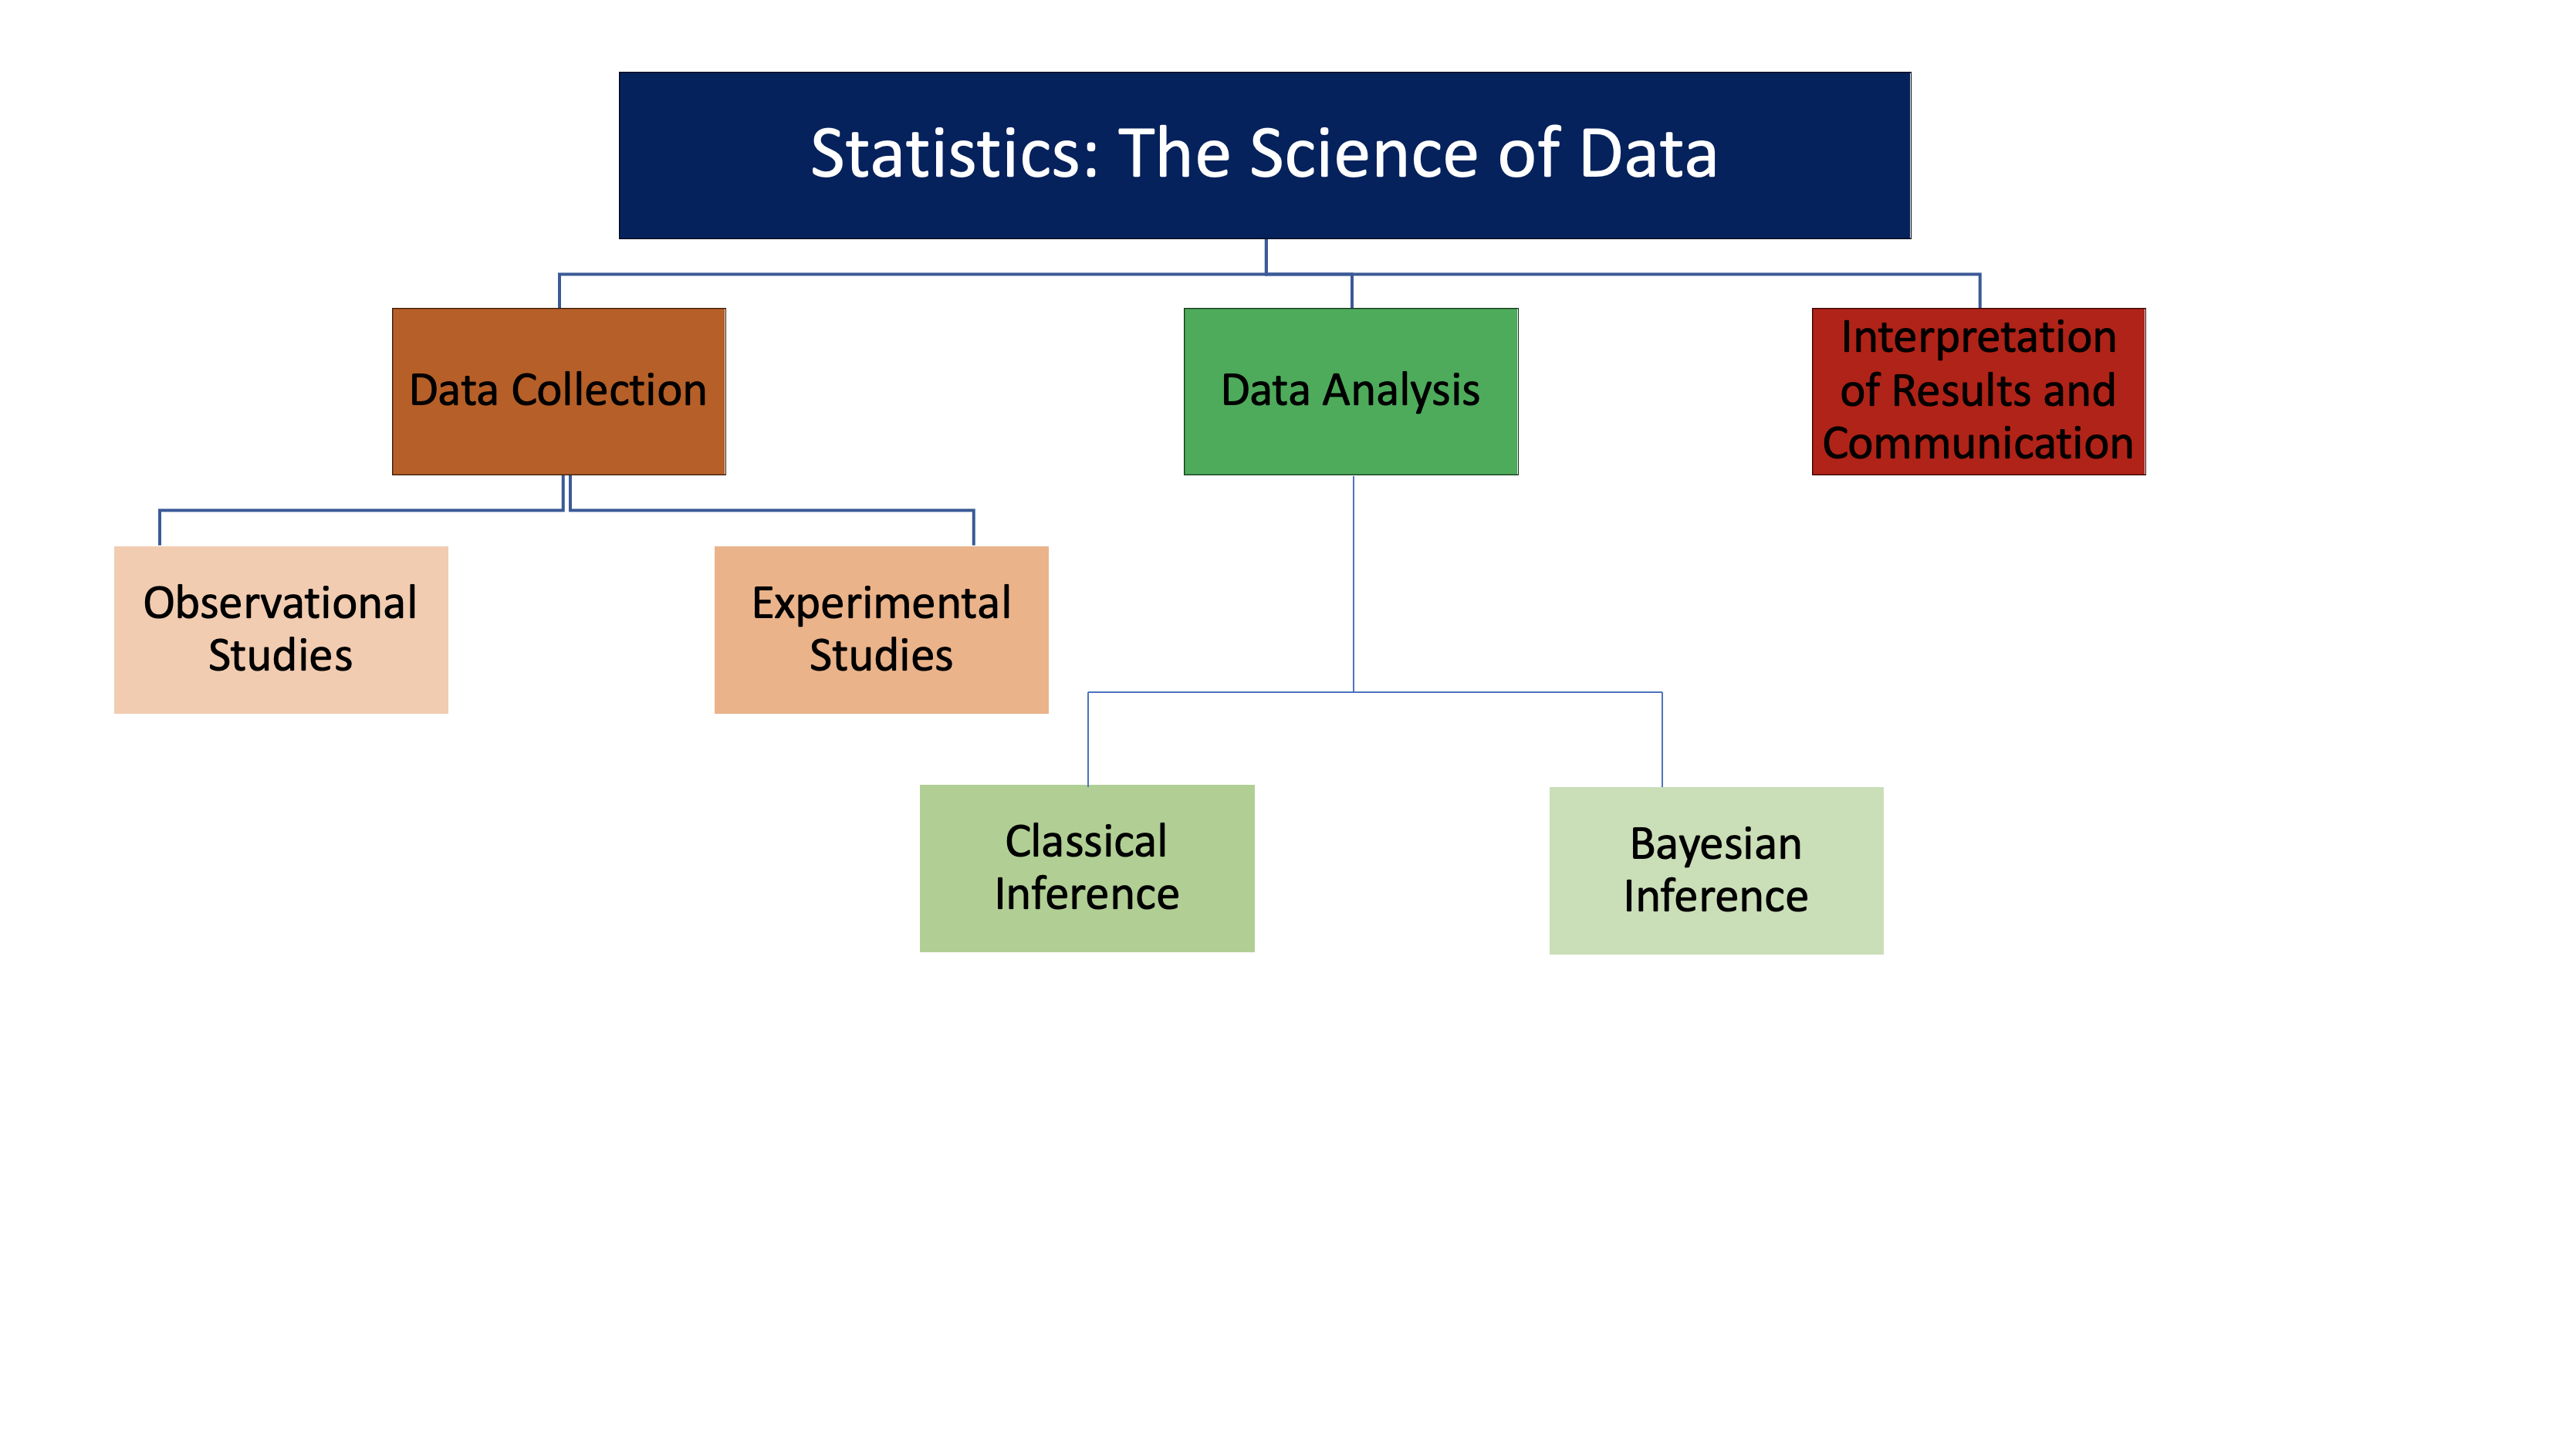 Statistics: The Science of Data
Data Collection
Data Analysis
Interpretation
of Results and
Communication
Observational
Studies
Experimental
Studies
Classical
Inference
Bayesian
Inference